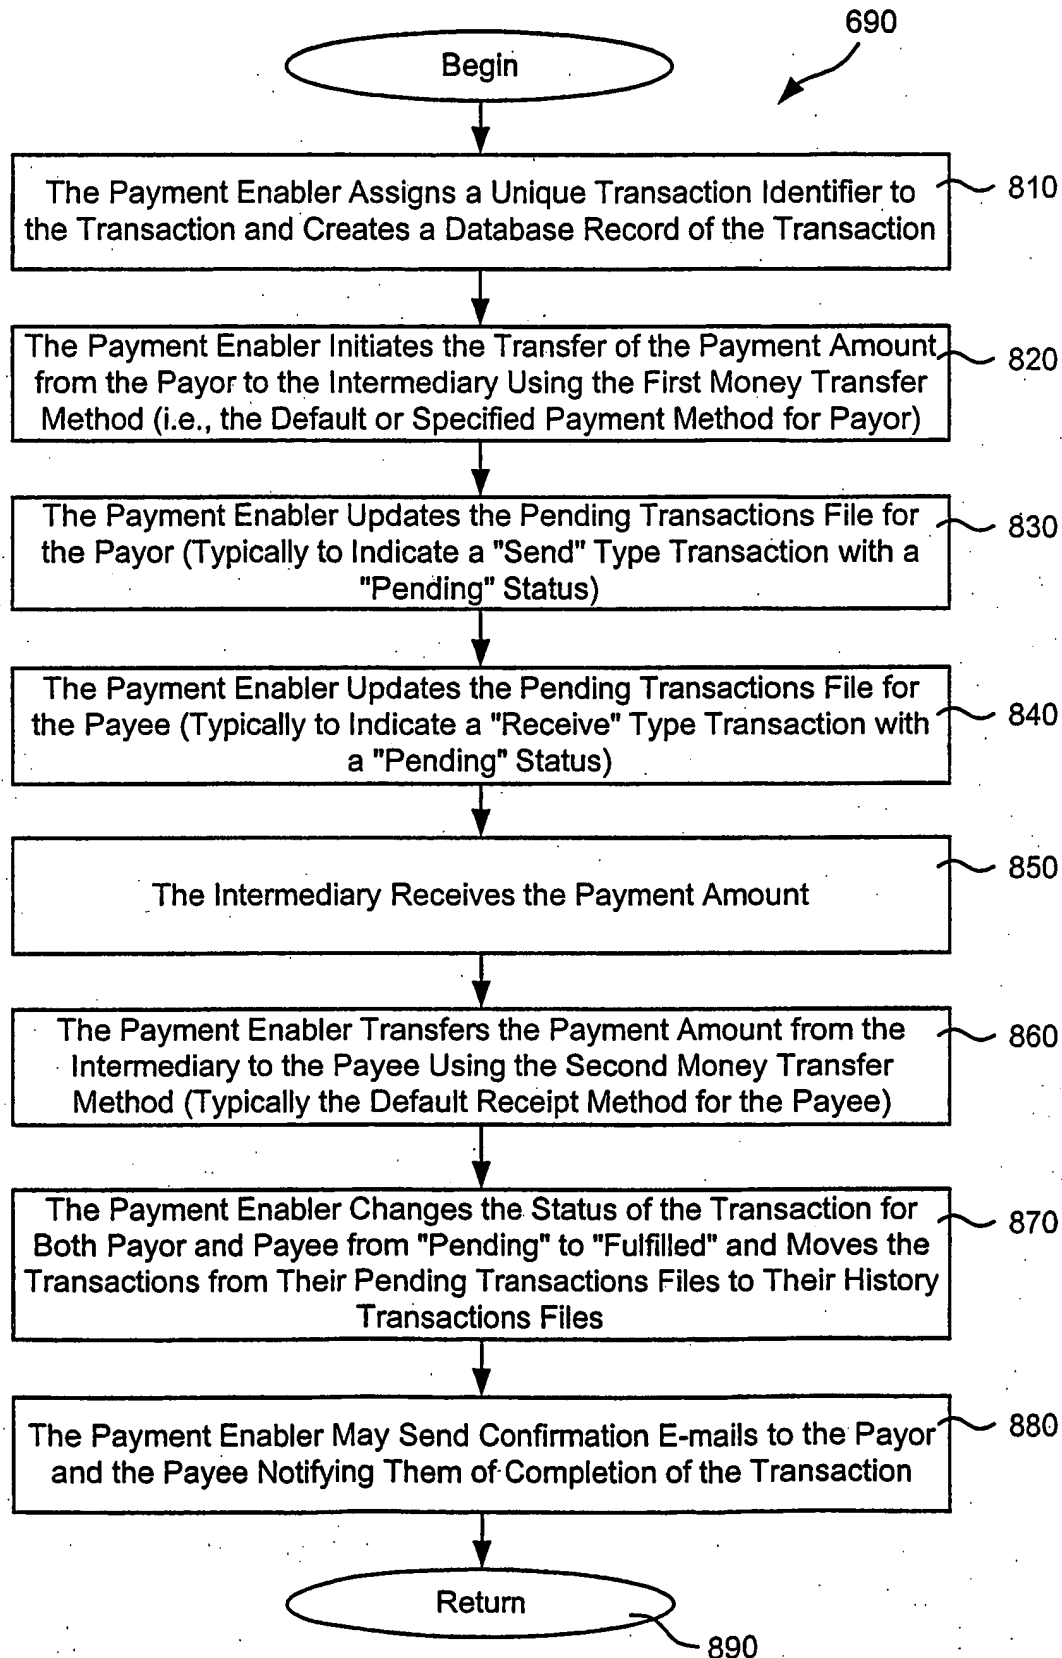 690
Begin
The Payment Enabler Assigns a Unique Transaction Identifier to
the Transaction and Creates a Database Record of the Transaction
810
The Payment Enabler Initiates the Transfer of the Payment Amount
from the Payor to the Intermediary Using the First Money Transfer
Method (i.e., the Default or Specified Payment Method for Payor)
820
The Payment Enabler Updates the Pending Transactions File for
the Payor (Typically to Indicate a "Send" Type Transaction with a
"Pending" Status)
830
The Payment Enabler Updates the Pending Transactions File for
the Payee (Typically to Indicate a "Receive" Type Transaction with
a "Pending" Status)
840
The Intermediary Receives the Payment Amount
850
The Payment Enabler Transfers the Payment Amount from the
Intermediary to the Payee Using the Second Money Transfer
Method (Typically the Default Receipt Method for the Payee)
860
The Payment Enabler Changes the Status of the Transaction for
Both Payor and Payee from "Pending" to "Fulfilled" and Moves the
Transactions from Their Pending Transactions Files to Their History
Transactions Files
870
The Payment Enabler May Send Confirmation E-mails to the Payor
and the Payee Notifying Them of Completion of the Transaction
880
Return
890